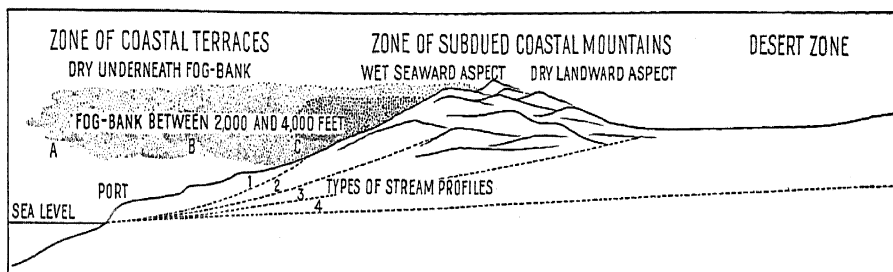 ZONE OF COASTAL TERRACES
DRY UNDERNEATH FOG-BANK
ZONE OF SUBDUED COASTAL MOUNTAINS
WET SEAWARD ASPECT
DRY LANDWARD ASPECT
DESERT ZONE
FOG-BANK BETWEEN 2,000 AND 4,000 FEET
A
B
C
PORT
1
2
3
4
TYPES OF STREAM PROFILES
SEA LEVEL